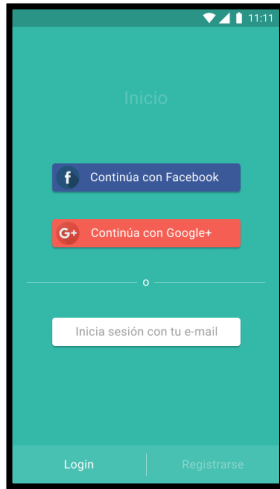 11:11
Inicio
f Continúa con Facebook
G+ Continúa con Google+
o
Inicia sesión con tu e-mail
Login Registrarse